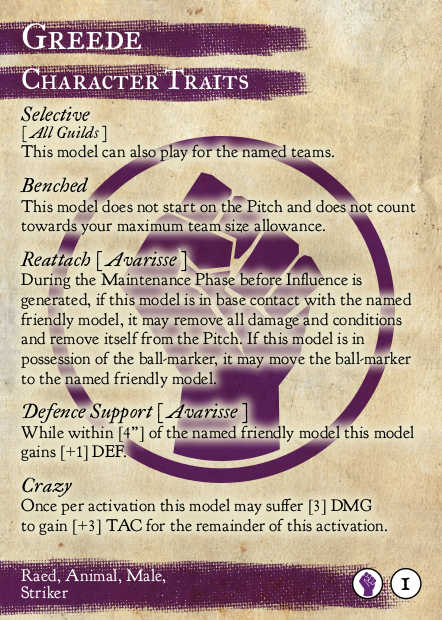 Greede
Character Traits
Selective
[ All Guilds ]
This model can also play for the named teams.
Benched
This model does not start on the Pitch and does not count
towards your maximum team size allowance.
Reattach [ Avarisse ]
During the Maintenance Phase before Influence is
generated, if this model is in base contact with the named
friendly model, it may remove all damage and conditions
and remove itself from the Pitch. If this model is in
possession of the ball-marker, it may move the ball-marker
to the named friendly model.
Defence Support [ Avarisse ]
While within [4"] of the named friendly model this model
gains [+1] DEF.
Crazy
Once per activation this model may suffer [3] DMG
to gain [+3] TAC for the remainder of this activation.
Raed, Animal, Male,
Striker
1